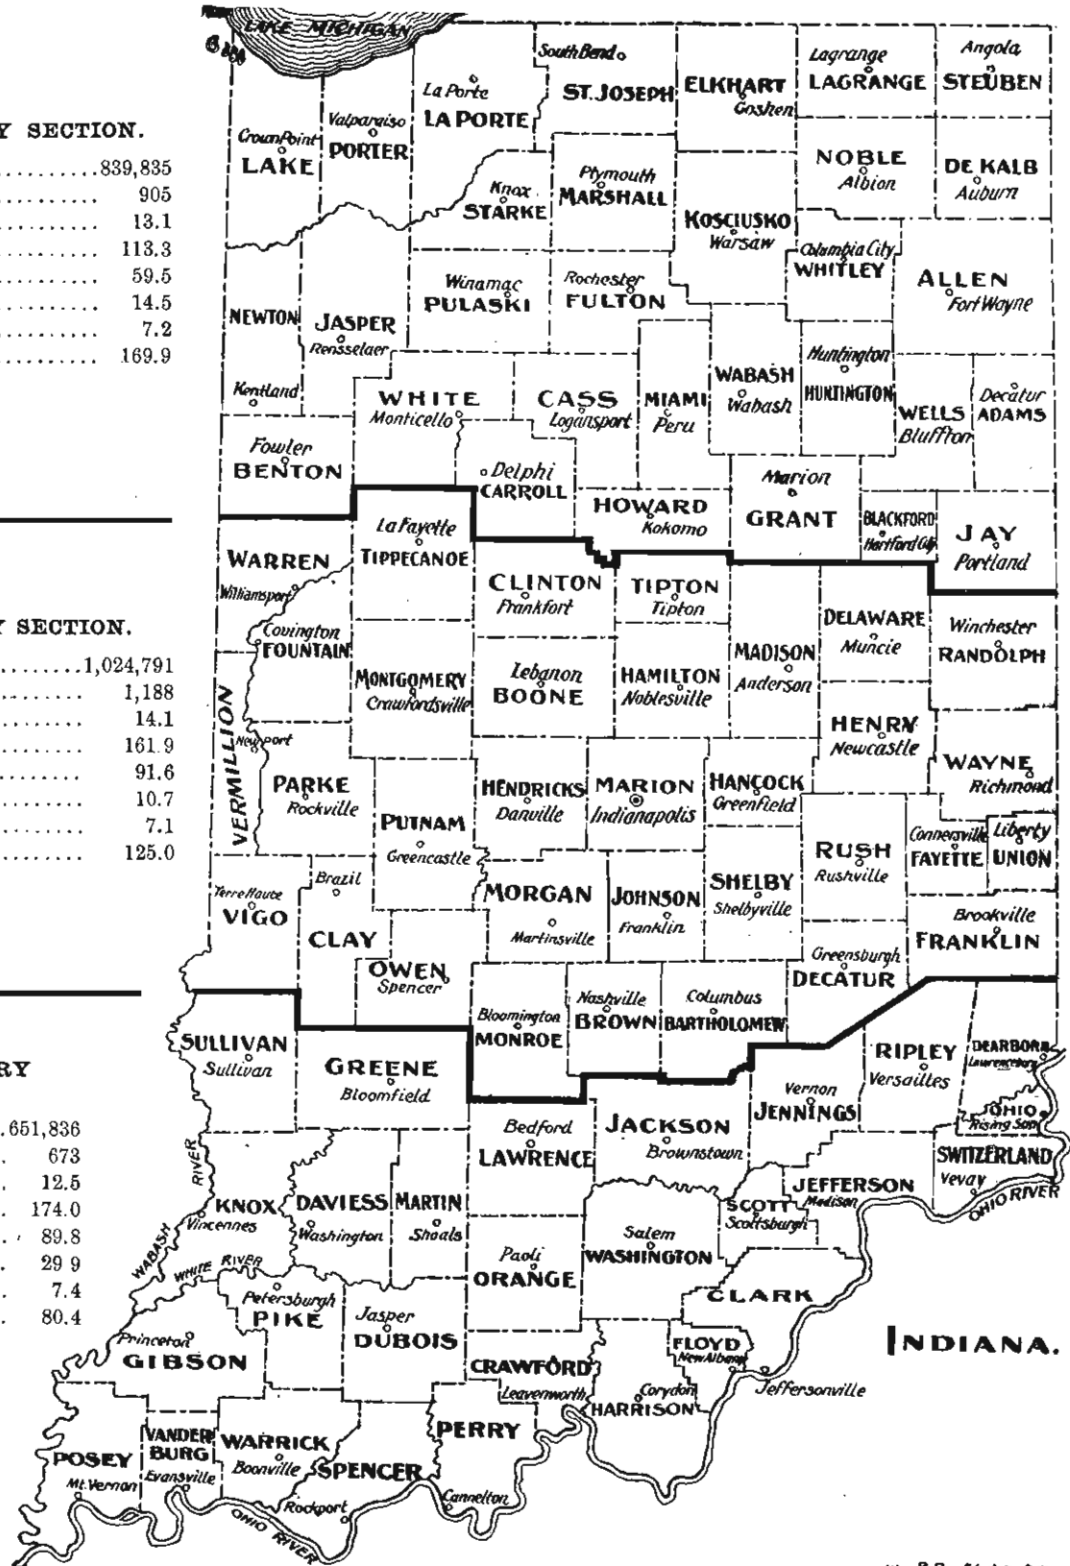 LAKE MICHIGAN
South Bend
Lagrange
Angola
La Porte
ST. JOSEPH
ELKHART
LAGRANGE
STEUBEN
Goshen
Y SECTION.
Crown Point
Valparaiso
LA PORTE
LAKE
PORTER
..........839,835
.......... 905
.......... 13.1
.......... 113.3
.......... 59.5
.......... 14.5
.......... 7.2
.......... 169.9
Plymouth
NOBLE
DE KALB
Knox
MARSHALL
Albion
Auburn
STARKE
KOSCIUSKO
Warsaw
Columbia City
WHITLEY
Winamac
Rochester
ALLEN
PULASKI
FULTON
Fort Wayne
NEWTON
JASPER
Rensselaer
Huntington
WABASH
HUNTINGTON
Kentland
WHITE
CASS
MIAMI
Wabash
Decatur
Monticello
Logansport
Peru
WELLS
ADAMS
Bluffton
Fowler
BENTON
Delphi
CARROLL
Marion
HOWARD
GRANT
BLACKFORD
JAY
Kokomo
Hartford City
Portland
La Fayette
TIPPECANOE
WARREN
Williamsport
CLINTON
TIPTON
Frankfort
Tipton
Y SECTION.
DELAWARE
Winchester
Covington
Muncie
RANDOLPH
FOUNTAIN
........1,024,791
........ 1,188
........ 14.1
........ 161.9
........ 91.6
........ 10.7
........ 7.1
........ 125.0
Lebanon
HAMILTON
MADISON
MONTGOMERY
BOONE
Noblesville
Anderson
Crawfordsville
VERMILLION
Newport
HENRY
Newcastle
WAYNE
Richmond
PARKE
Rockville
HENDRICKS
MARION
HANCOCK
Danville
Indianapolis
Greenfield
PUTNAM
Greencastle
Connersville
Liberty
RUSH
FAYETTE
UNION
Rushville
Brazil
Terre Haute
VIGO
MORGAN
JOHNSON
SHELBY
Martinsville
Franklin
Shelbyville
Brookville
CLAY
FRANKLIN
OWEN
Spencer
Greensburgh
DECATUR
Bloomington
Nashville
Columbus
MONROE
BROWN
BARTHOLOMEW
SULLIVAN
Sullivan
GREENE
Bloomfield
RIPLEY
Versailles
DEARBORN
Lawrenceburg
RY
Vernon
JENNINGS
OHIO
Rising Sun
.651,836
. 673
. 12.5
. 174.0
. 89.8
. 29 9
. 7.4
. 80.4
Bedford
LAWRENCE
JACKSON
Brownstown
SWITZERLAND
Vevay
OHIO RIVER
JEFFERSON
Madison
WABASH RIVER
KNOX
Vincennes
DAVIESS
Washington
MARTIN
Shoals
SCOTT
Scottsburgh
Salem
WASHINGTON
Paoli
ORANGE
WHITE RIVER
Petersburgh
PIKE
Jasper
DUBOIS
CLARK
Princeton
GIBSON
FLOYD
New Albany
INDIANA.
CRAWFORD
Leavenworth
Corydon
HARRISON
Jeffersonville
PERRY
Cannelton
VANDER
BURG
Evansville
WARRICK
Boonville
POSEY
Mt. Vernon
SPENCER
Rockport
OHIO RIVER